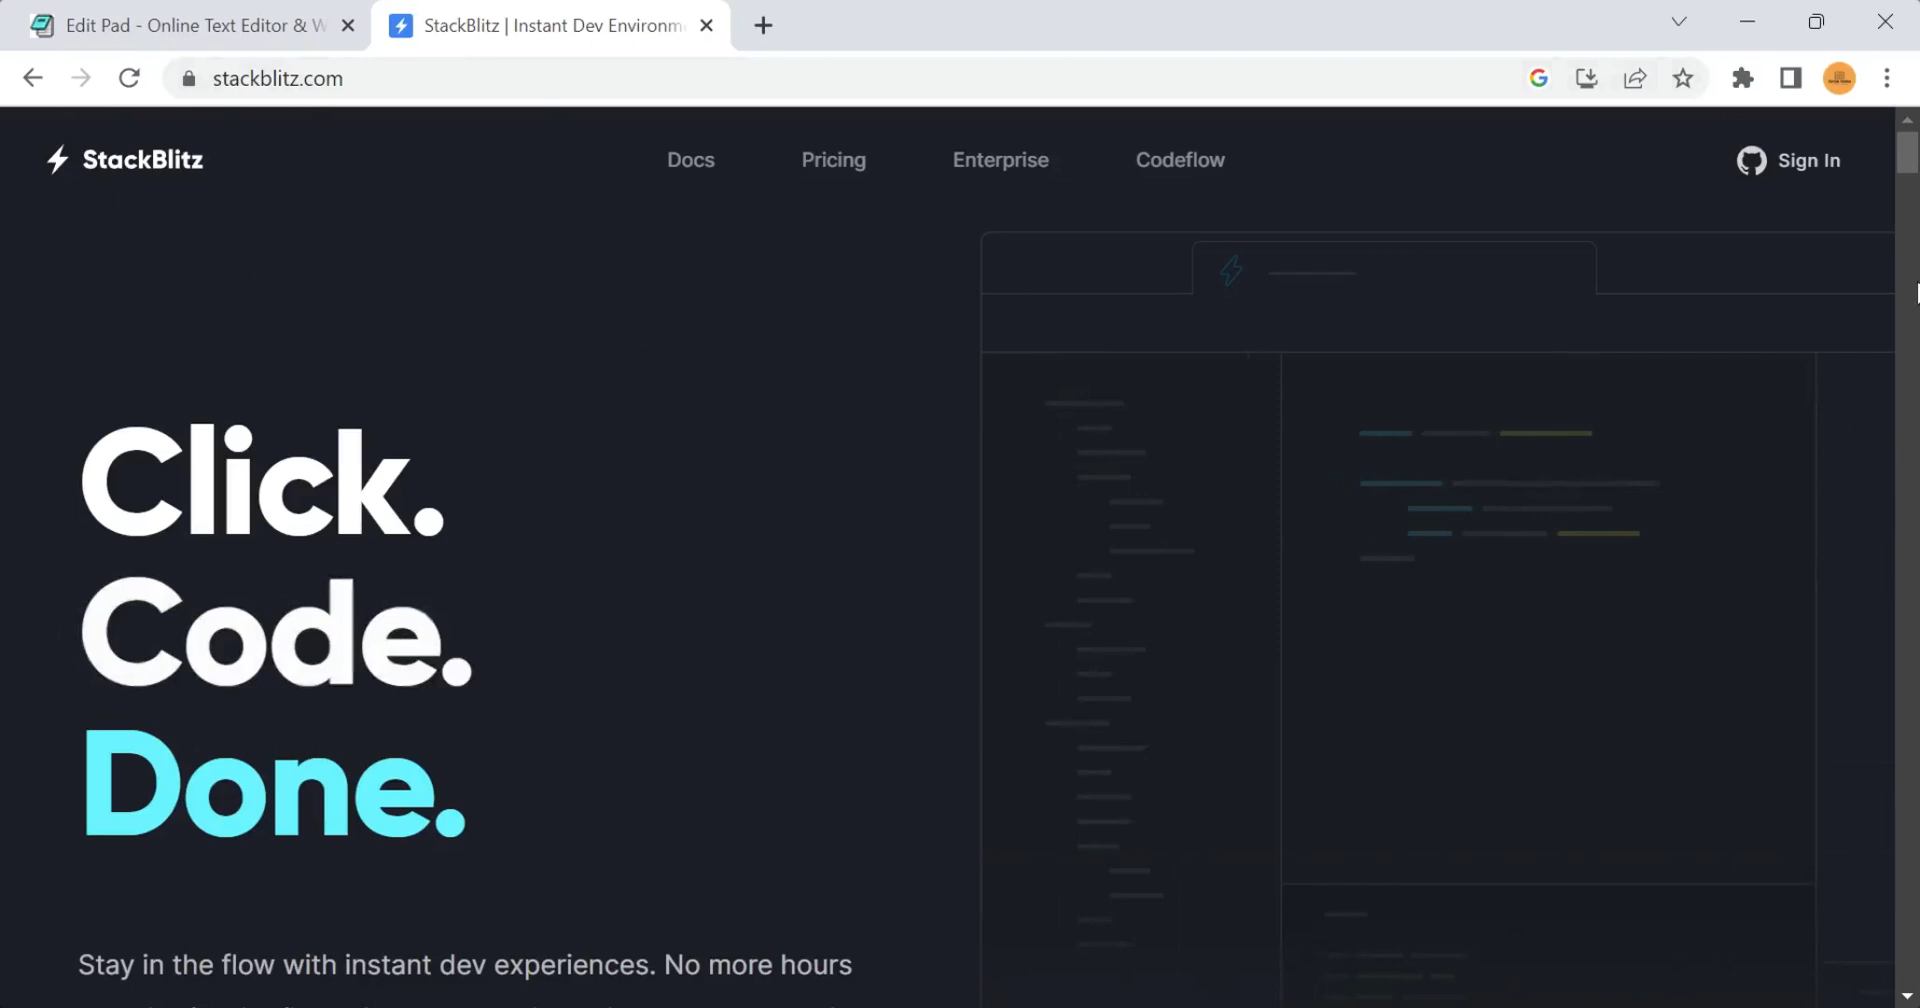 Edit Pad - Online Text Editor & W
StackBlitz | Instant Dev Environm
stackblitz.com
StackBlitz
Docs
Pricing
Enterprise
Codeflow
Sign In
Click.
Code.
Done.
Stay in the flow with instant dev experiences. No more hours